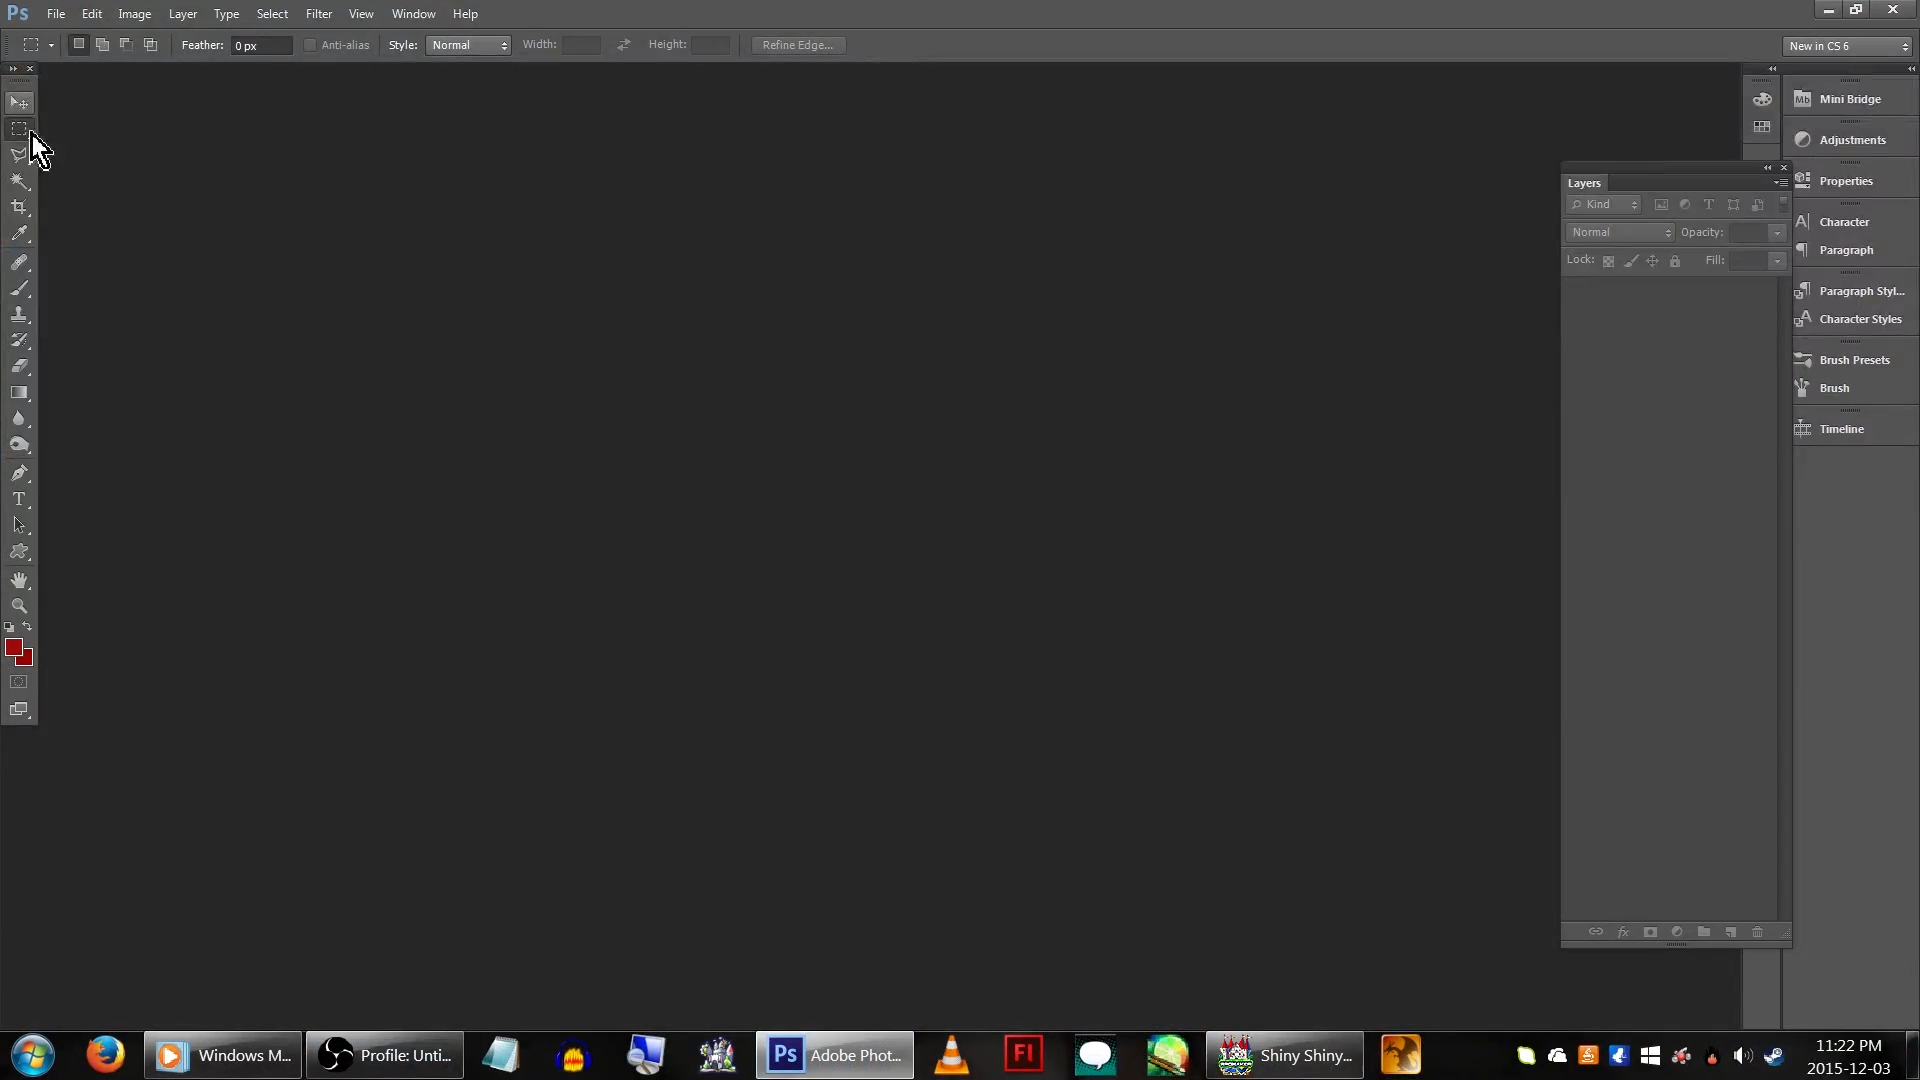 Ps File Edit Image Layer Type Select Filter View Window Help
Feather: 0 px Anti-alias Style: Normal Width: Height: Refine Edge... New in CS 6
Mb Mini Bridge
Adjustments
Layers
Properties
Kind
Character
Normal Opacity:
Paragraph
Lock: Fill:
Paragraph Styl...
Character Styles
Brush Presets
Brush
Timeline
Windows M...
Profile: Unti...
Ps Adobe Phot...
Fl
Shiny Shiny...
11:22 PM
2015-12-03